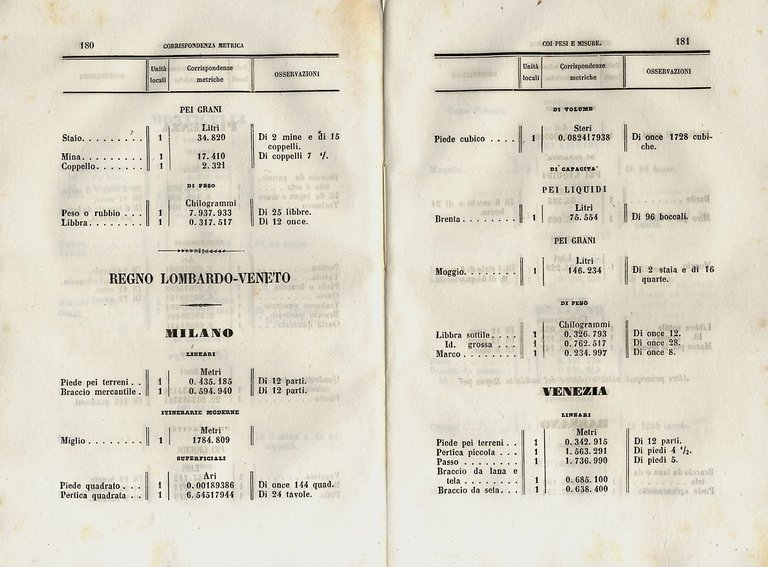 180 CORRISPONDENZA METRICA
Unità locali Corrispondenze metriche OSSERVAZIONI
PEI GRANI
Litri
Staio. . . . . . . . . 1 34.820 Di 2 mine e di 15
coppelli.
Mina. . . . . . . . . 1 17.410 Di coppelli 7
Coppello. . . . . . . 1 2.321
DI PESO
Chilogrammi
Peso o rubbio . . . 1 7.937.933 Di 25 libbre.
Libbra. . . . . . . . 1 0.317.517 Di 12 once.
REGNO LOMBARDO-VENETO
MILANO
LINEARI
Metri
Piede pei terreni . . 1 0.435.185 Di 12 parti.
Braccio mercantile . 1 0.594.940 Di 12 parti.
ITINERARIE MODERNE
Metri
Miglio . . . . . . . . 1 1784.809
SUPERFICIALI
Ari
Piede quadrato . . . 1 0.00189386 Di once 144 quad.
Pertica quadrata . . 1 6.54517944 Di 24 tavole.
COI PESI E MISURE. 181
Unità locali Corrispondenze metriche OSSERVAZIONI
DI VOLUME
Steri
Piede cubico . . . . . 1 0.082417938 Di once 1728 cubi-
che.
DI CAPACITA'
PEI LIQUIDI
Litri
Brenta. . . . . . . . 1 75.554 Di 96 boccali.
PEI GRANI
Litri
Moggio. . . . . . . . 1 146.234 Di 2 staia e di 16
quarte.
DI PESO
Chilogrammi
Libbra sottile. . . . . 1 0.326.793 Di once 12.
Id. grossa . . . 1 0.762.517 Di once 28.
Marco . . . . . . . . 1 0.234.997 Di once 8.
VENEZIA
LINEARI
Metri
Piede pei terreni . . . 1 0.342.915 Di 12 parti.
Pertica piccola . . . . 1 1.563.291 Di piedi 4 1/2.
Passo . . . . . . . . 1 1.736.990 Di piedi 5.
Braccio da lana e
tela . . . . . . . . 1 0.685.100
Braccio da seta. . . . 1 0.638.400